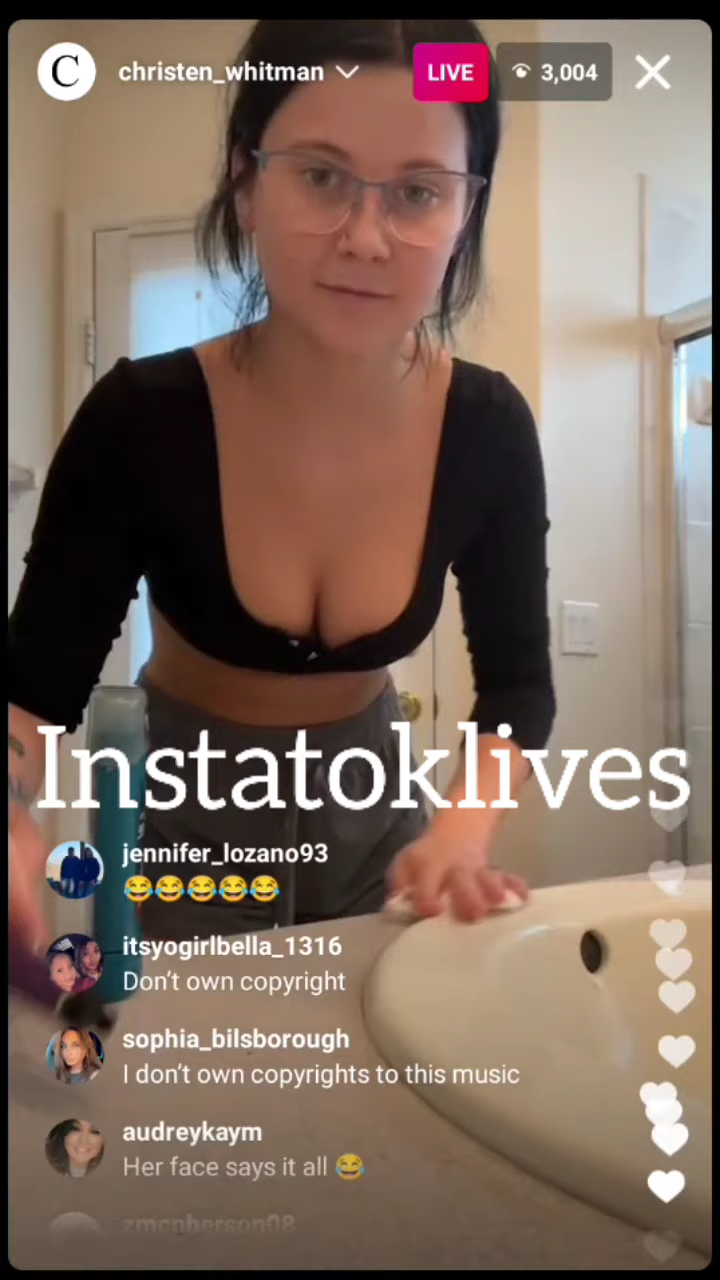 C christen_whitman LIVE 3,004
Instatoklives
jennifer_lozano93
😂😂😂😂😂
itsyogirlbella_1316
Don't own copyright
sophia_bilsborough
I don't own copyrights to this music
audreykaym
Her face says it all 😂
zmcpherson08